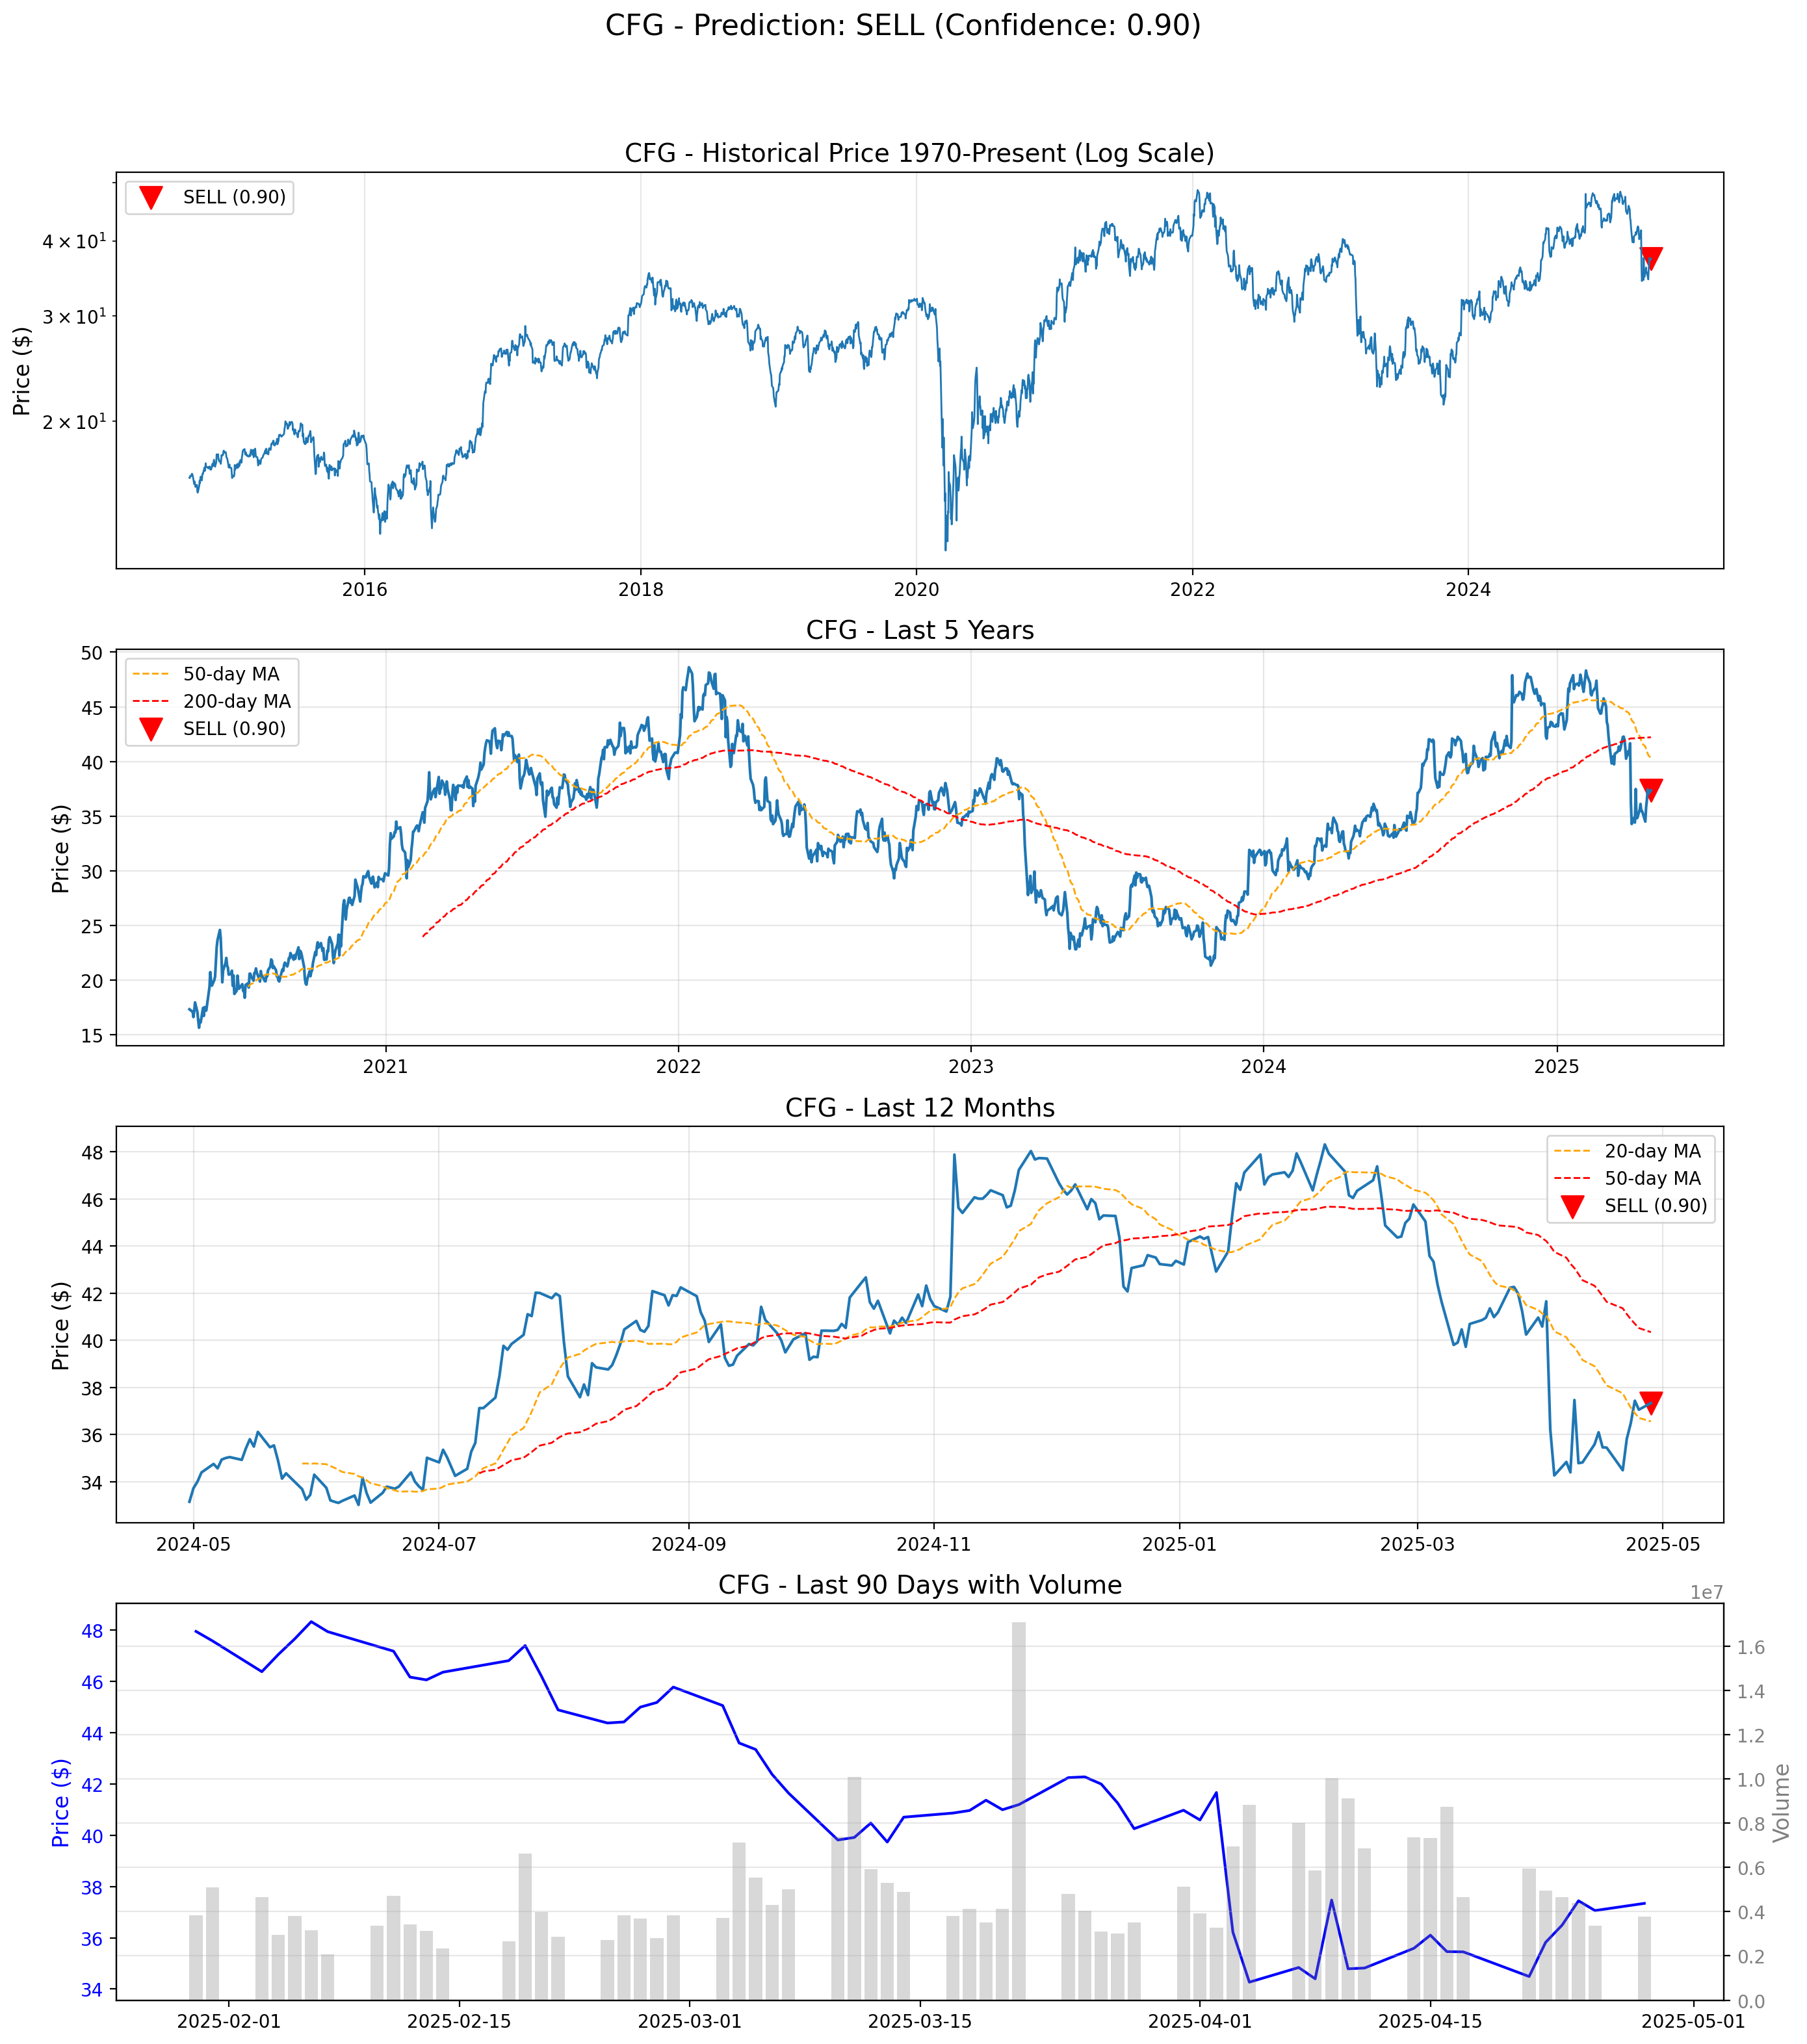 CFG - Prediction: SELL (Confidence: 0.90)
CFG - Historical Price 1970-Present (Log Scale)
SELL (0.90)
Price ($)
4 × 10¹
3 × 10¹
2 × 10¹
2016 2018 2020 2022 2024
CFG - Last 5 Years
50-day MA
200-day MA
SELL (0.90)
Price ($)
50
45
40
35
30
25
20
15
2021 2022 2023 2024 2025
CFG - Last 12 Months
20-day MA
50-day MA
SELL (0.90)
Price ($)
48
46
44
42
40
38
36
34
2024-05 2024-07 2024-09 2024-11 2025-01 2025-03 2025-05
CFG - Last 90 Days with Volume
1e7
Price ($)
48
46
44
42
40
38
36
34
1.6
1.4
1.2
1.0
0.8
0.6
0.4
0.2
0.0
Volume
2025-02-01 2025-02-15 2025-03-01 2025-03-15 2025-04-01 2025-04-15 2025-05-01